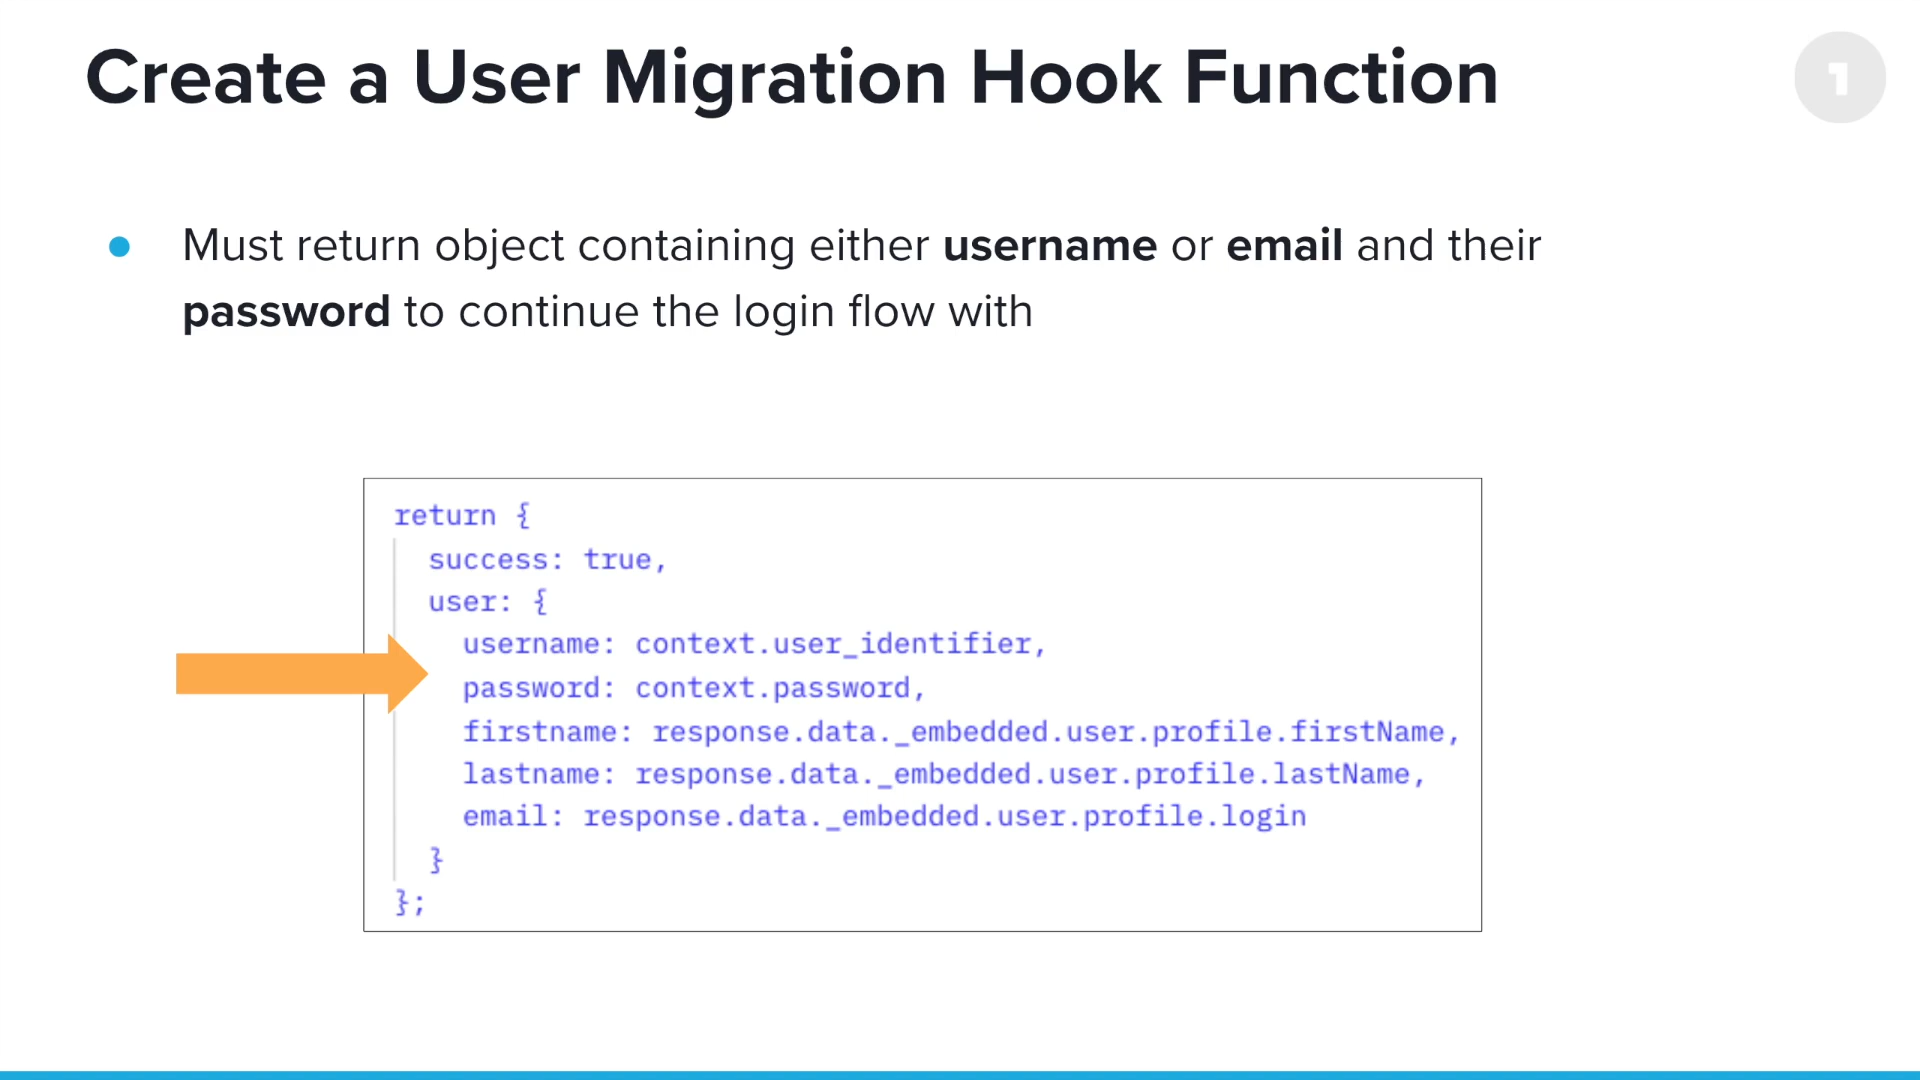 Create a User Migration Hook Function
1
Must return object containing either username or email and their
password to continue the login flow with
return {
success: true,
user: {
username: context.user_identifier,
password: context.password,
firstname: response.data._embedded.user.profile.firstName,
lastname: response.data._embedded.user.profile.lastName,
email: response.data._embedded.user.profile.login
}
};